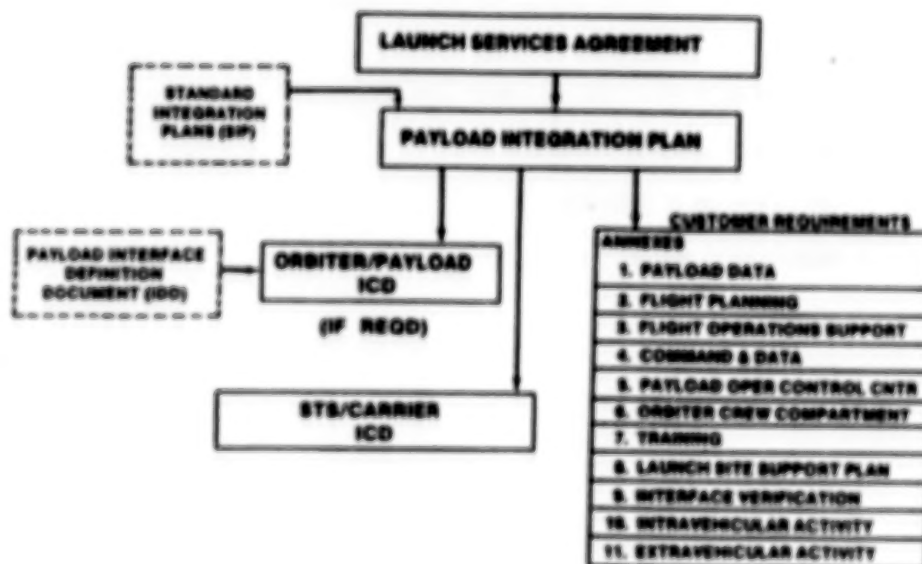 LAUNCH SERVICES AGREEMENT
STANDARD
INTEGRATION
PLANS (SIP)
PAYLOAD INTEGRATION PLAN
PAYLOAD INTERFACE
DEFINITION
DOCUMENT (IDD)
ORBITER/PAYLOAD
ICD
(IF REQD)
STS/CARRIER
ICD
CUSTOMER REQUIREMENTS
ANNEXES
1. PAYLOAD DATA
2. FLIGHT PLANNING
3. FLIGHT OPERATIONS SUPPORT
4. COMMAND & DATA
5. PAYLOAD OPER CONTROL CNTR
6. ORBITER CREW COMPARTMENT
7. TRAINING
8. LAUNCH SITE SUPPORT PLAN
9. INTERFACE VERIFICATION
10. INTRAVEHICULAR ACTIVITY
11. EXTRAVEHICULAR ACTIVITY